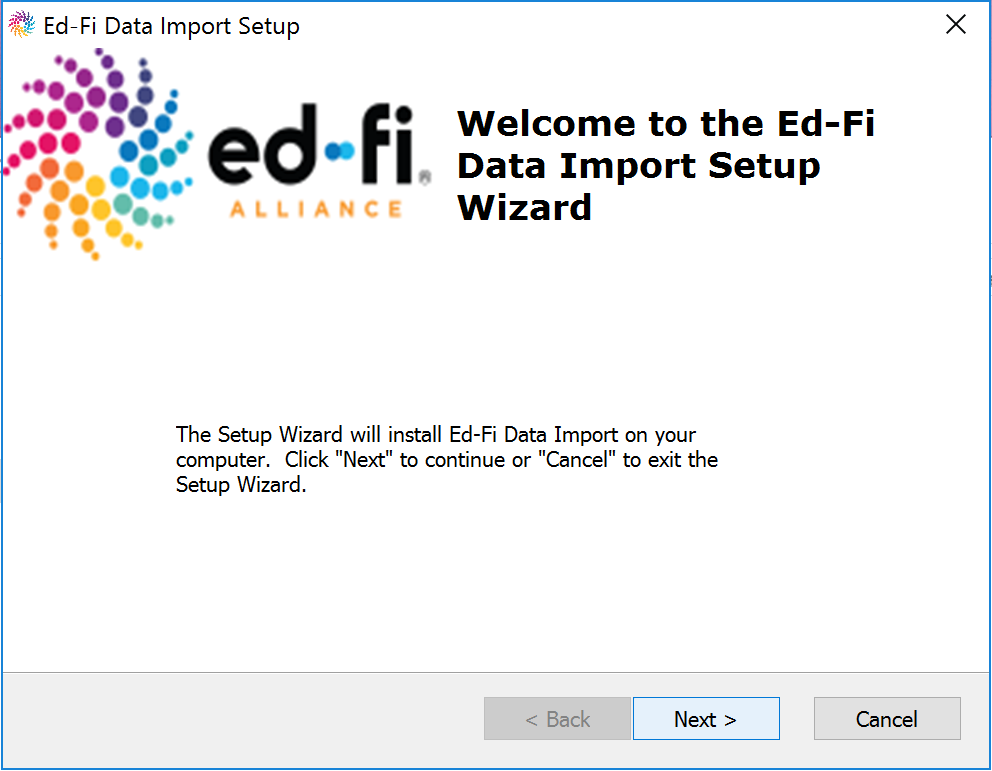 Ed-Fi Data Import Setup
ed-fi®
ALLIANCE
Welcome to the Ed-Fi
Data Import Setup
Wizard
The Setup Wizard will install Ed-Fi Data Import on your
computer.  Click "Next" to continue or "Cancel" to exit the
Setup Wizard.
< Back
Next >
Cancel